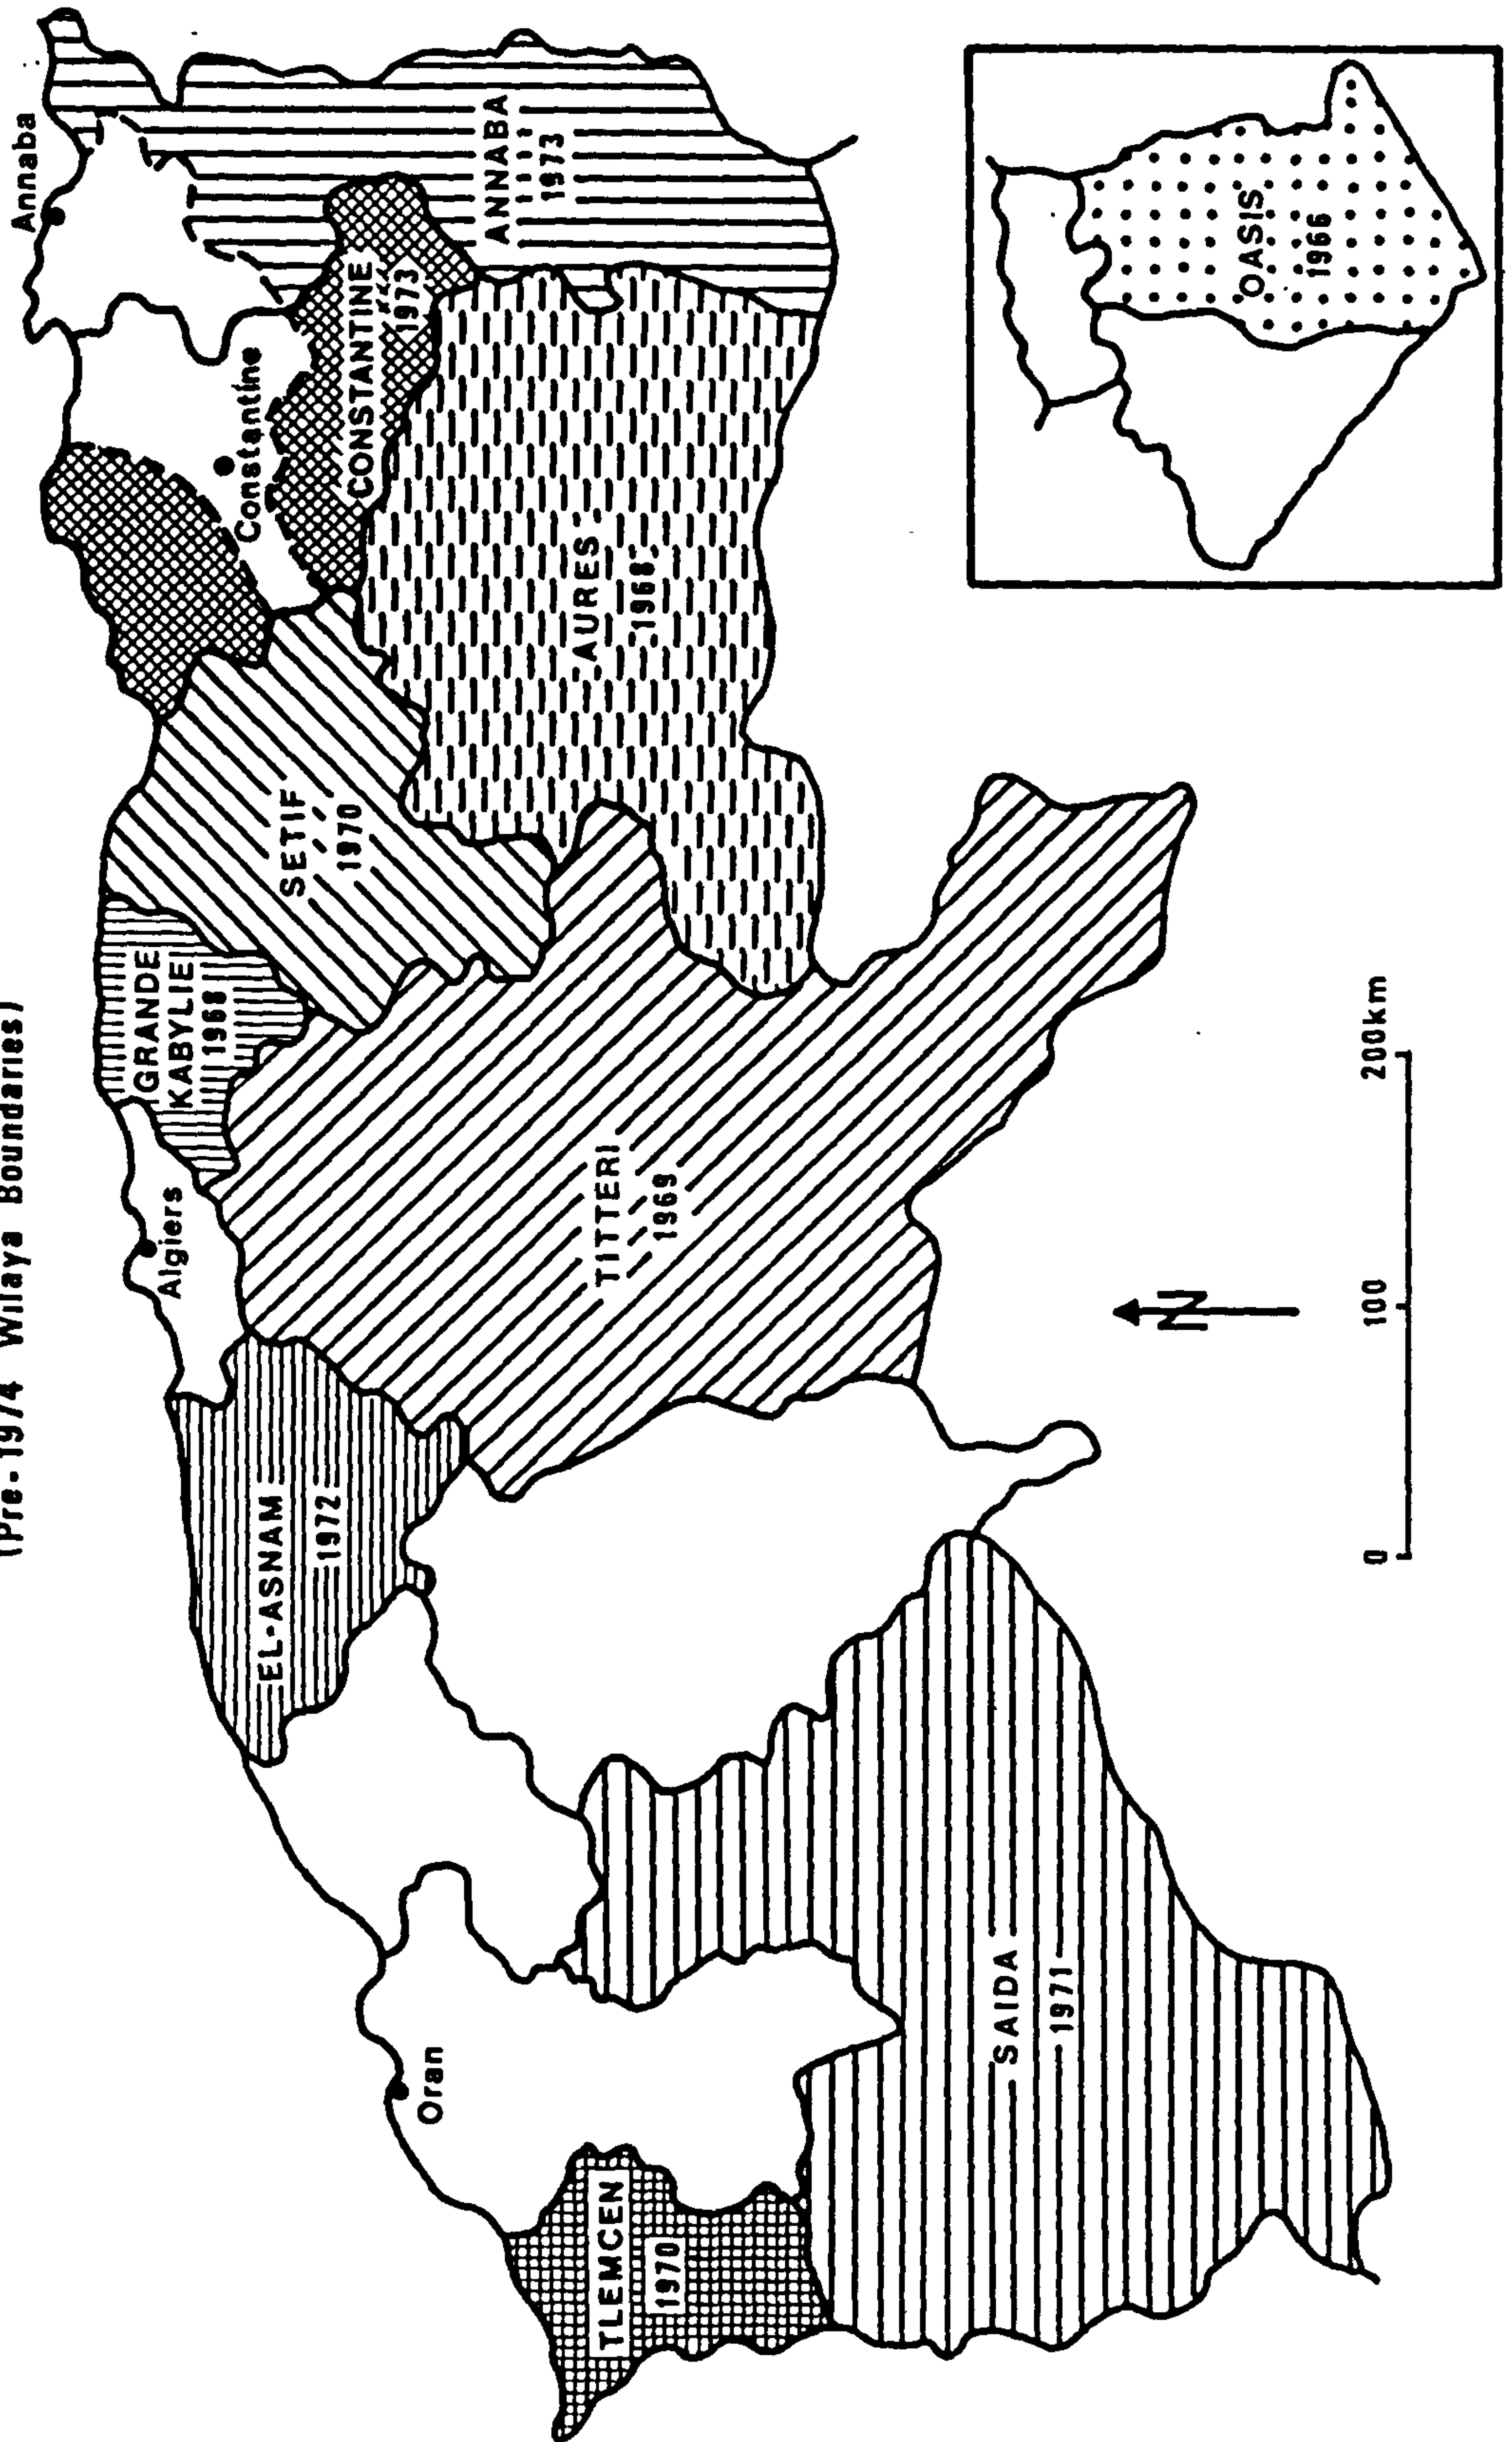 (Pre-1974 Wilaya Boundaries)
Annaba
Constantine
Algiers
Oran
ANNABA
1973
CONSTANTINE
1973
AURES
1968
SETIF
1970
GRANDE
KABYLIE
1968
TITTERI
1969
EL-ASNAM
1972
SAIDA
1971
TLEMCEN
1970
OASIS
1966
N
0 100 200km